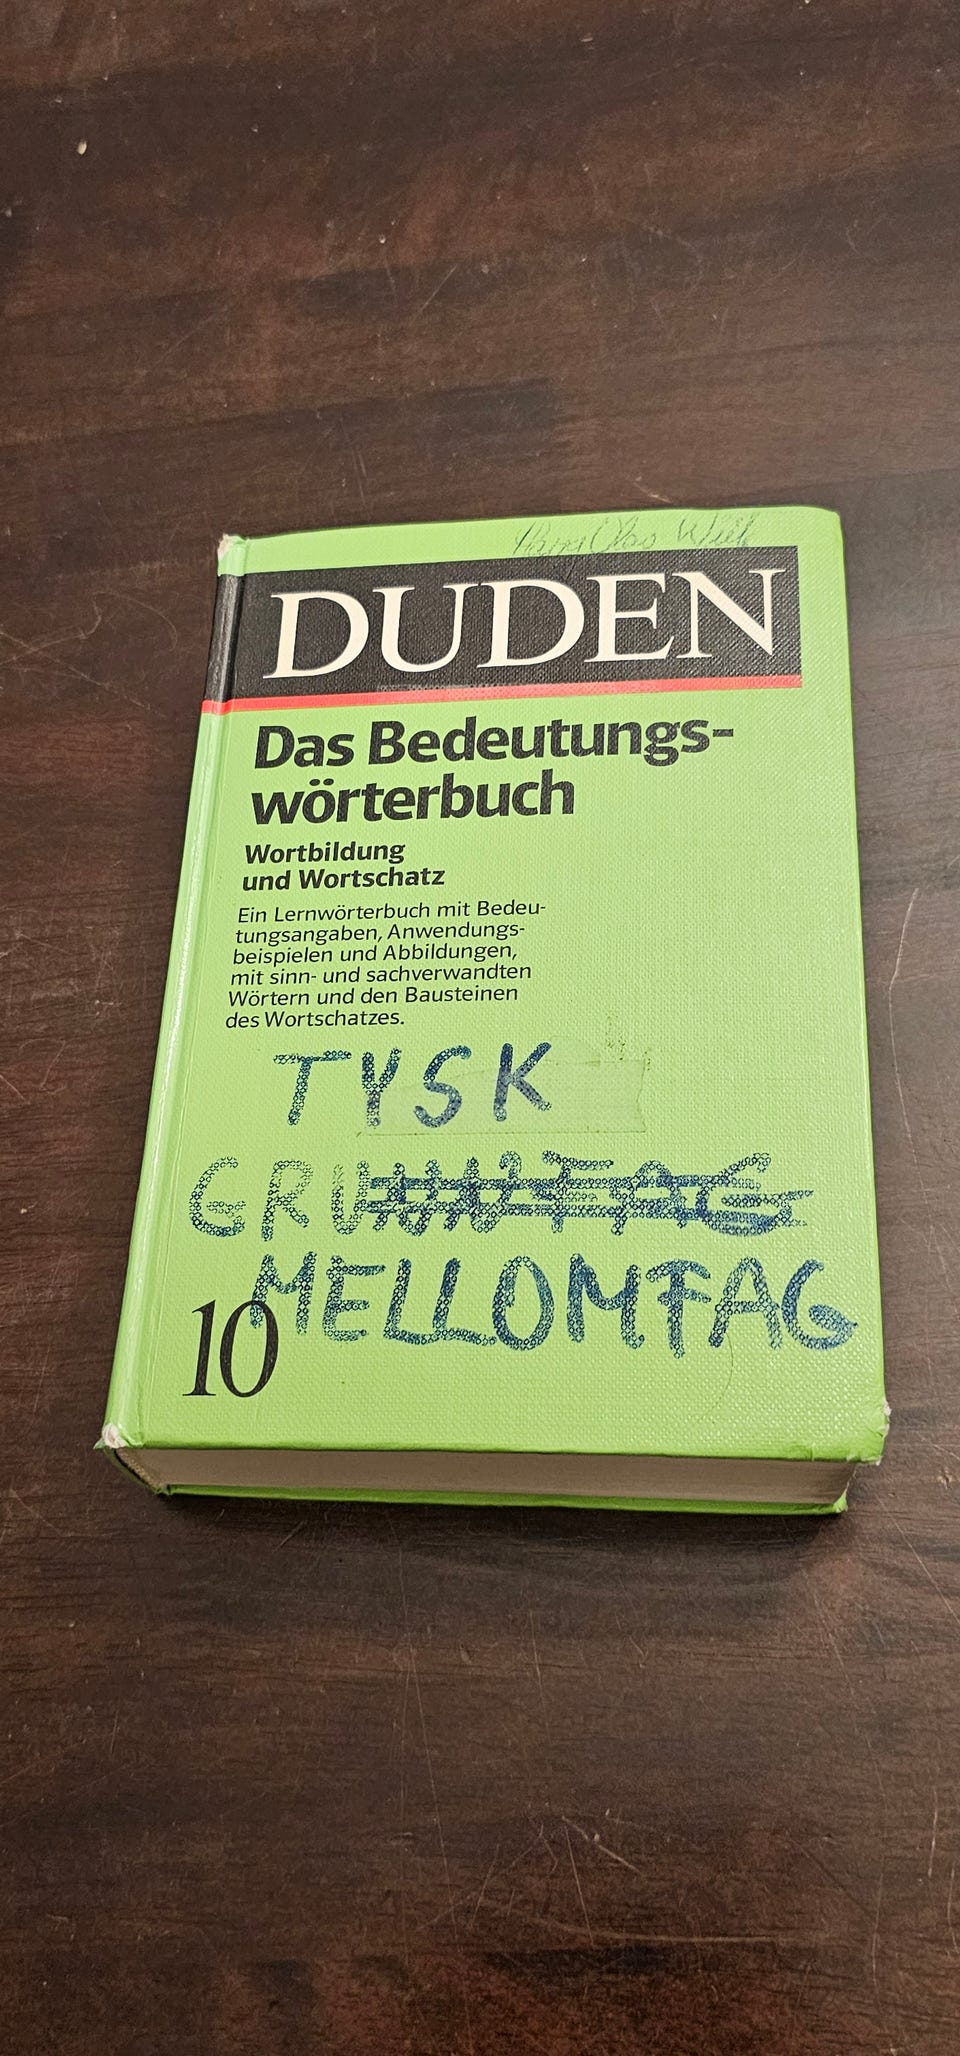 DUDEN
Das Bedeutungs-
wörterbuch
Wortbildung
und Wortschatz
Ein Lernwörterbuch mit Bedeu-
tungsangaben, Anwendungs-
beispielen und Abbildungen,
mit sinn- und sachverwandten
Wörtern und den Bausteinen
des Wortschatzes.
TYSK
GRUNNFAG
MELLOMFAG
10